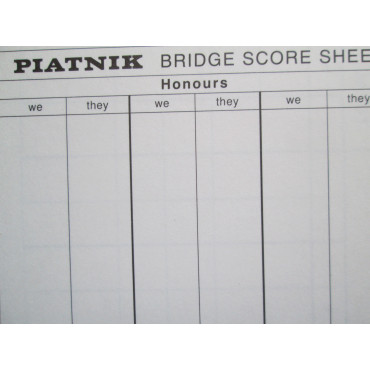 PIATNIK BRIDGE SCORE SHEE
Honours
we they we they we they